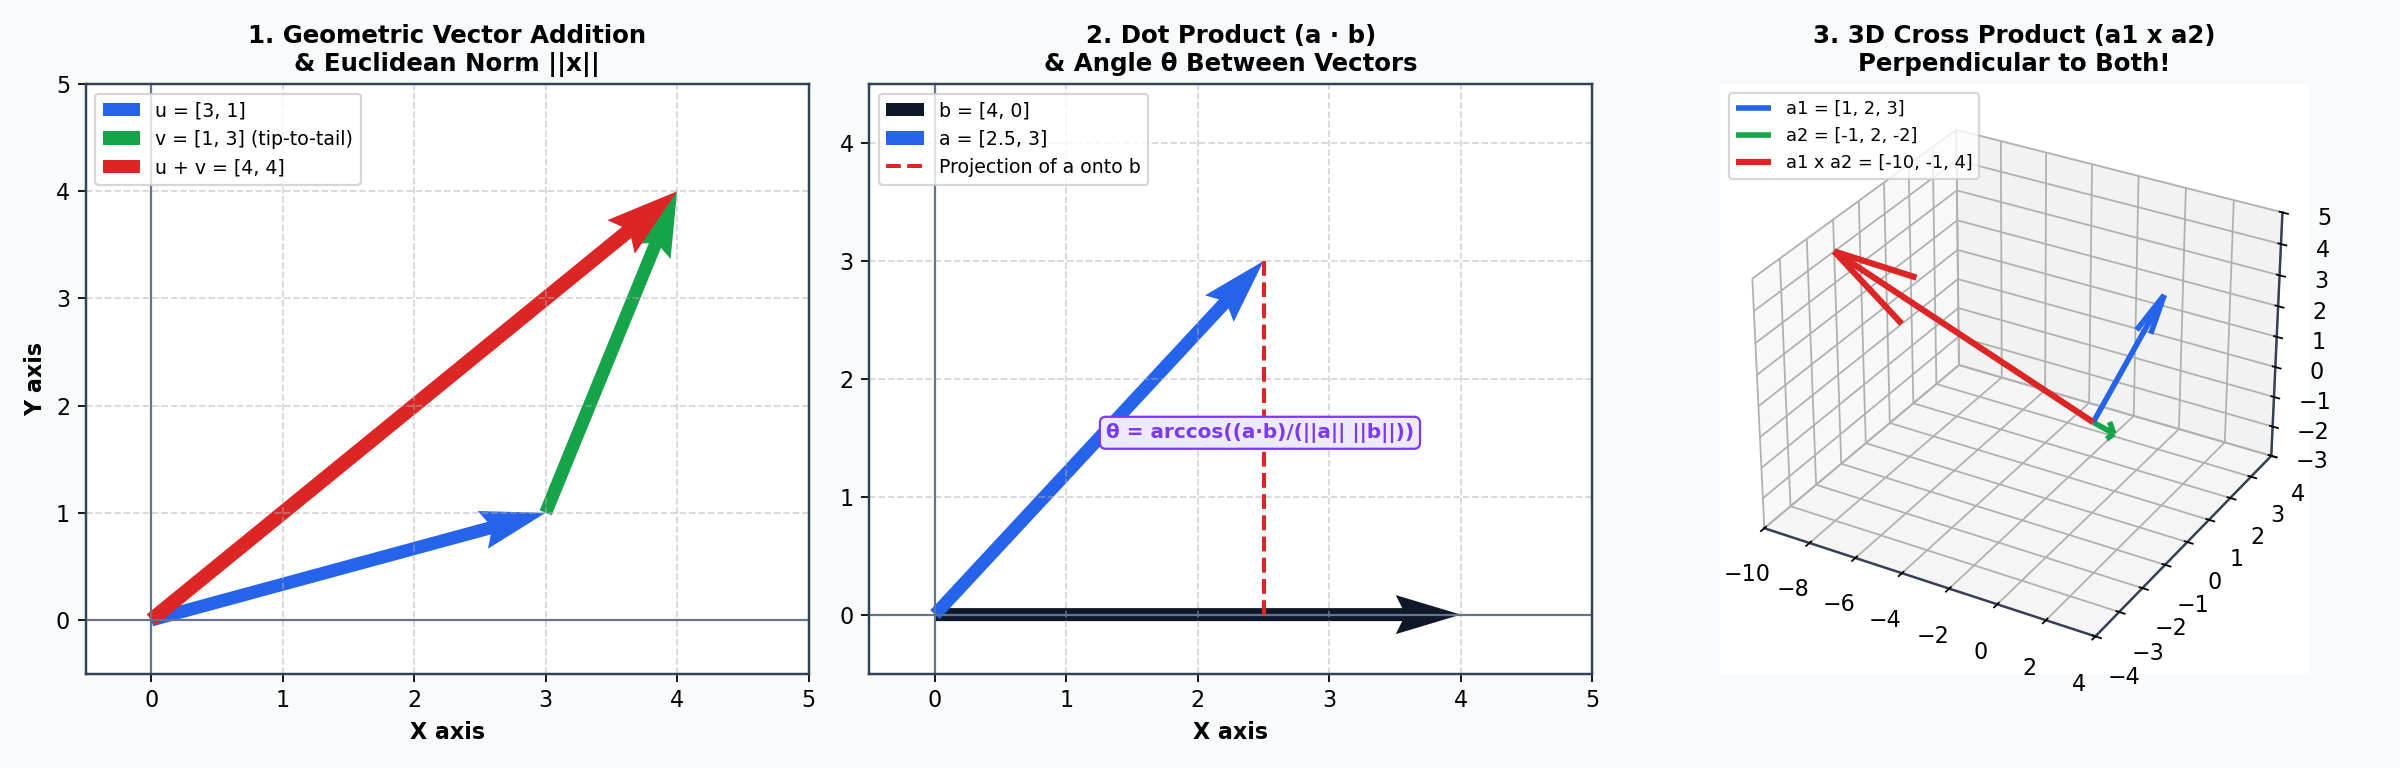 1. Geometric Vector Addition
& Euclidean Norm ||x||
u = [3, 1]
v = [1, 3] (tip-to-tail)
u + v = [4, 4]
5
4
3
2
1
0
Y axis
0 1 2 3 4 5
X axis
2. Dot Product (a · b)
& Angle θ Between Vectors
b = [4, 0]
a = [2.5, 3]
Projection of a onto b
θ = arccos((a·b)/(||a|| ||b||))
4
3
2
1
0
0 1 2 3 4 5
X axis
3. 3D Cross Product (a1 x a2)
Perpendicular to Both!
a1 = [1, 2, 3]
a2 = [-1, 2, -2]
a1 x a2 = [-10, -1, 4]
5
4
3
2
1
0
−1
−2
−3
4
3
2
1
0
−1
−2
−3
−4
−10 −8 −6 −4 −2 0 2 4